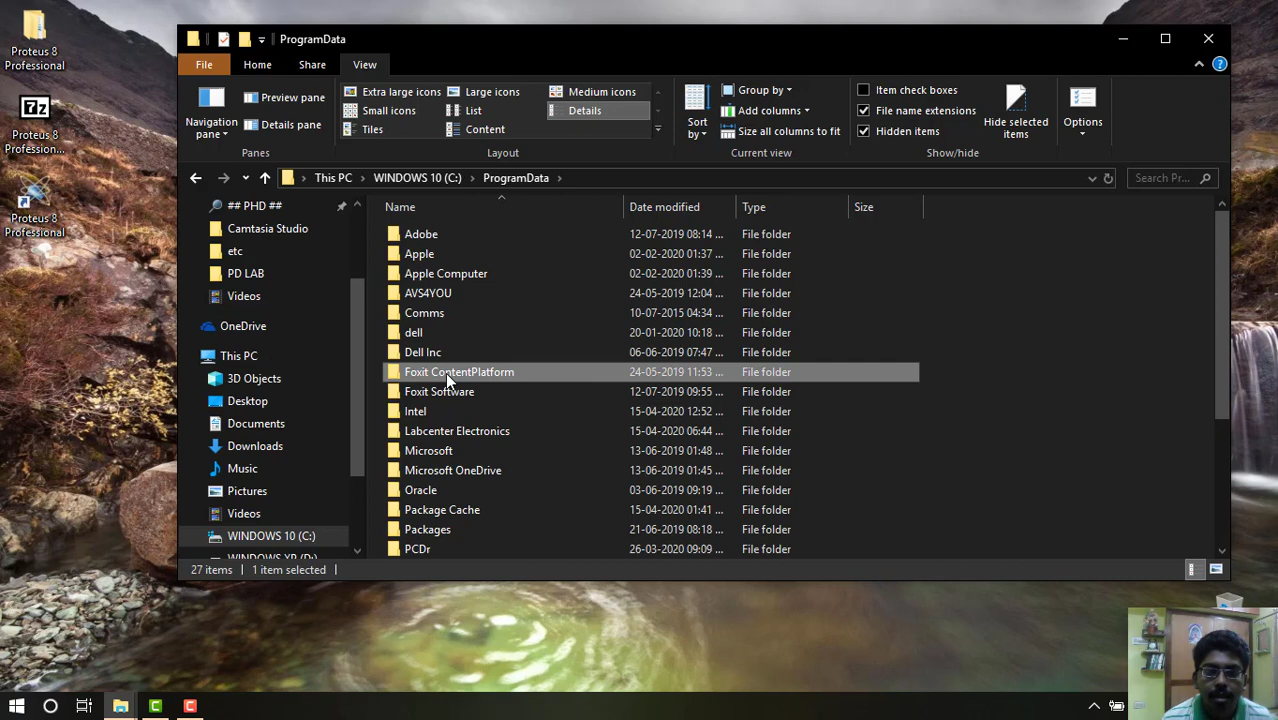 Proteus 8
Professional
Proteus 8
Profession...
Proteus 8
Professional
ProgramData
File
Home
Share
View
Navigation
pane
Preview pane
Details pane
Panes
Extra large icons
Large icons
Medium icons
Small icons
List
Details
Tiles
Content
Layout
Sort
by
Group by
Add columns
Size all columns to fit
Current view
Item check boxes
File name extensions
Hidden items
Hide selected
items
Show/hide
Options
This PC
WINDOWS 10 (C:)
ProgramData
Search Pr...
## PHD ##
Camtasia Studio
etc
PD LAB
Videos
OneDrive
This PC
3D Objects
Desktop
Documents
Downloads
Music
Pictures
Videos
WINDOWS 10 (C:)
WINDOWS XP (D:)
Name Date modified Type Size
Adobe 12-07-2019 08:14 ... File folder
Apple 02-02-2020 01:37 ... File folder
Apple Computer 02-02-2020 01:39 ... File folder
AVS4YOU 24-05-2019 12:04 ... File folder
Comms 10-07-2015 04:34 ... File folder
dell 20-01-2020 10:18 ... File folder
Dell Inc 06-06-2019 07:47 ... File folder
Foxit ContentPlatform 24-05-2019 11:53 ... File folder
Foxit Software 12-07-2019 09:55 ... File folder
Intel 15-04-2020 12:52 ... File folder
Labcenter Electronics 15-04-2020 06:44 ... File folder
Microsoft 13-06-2019 01:48 ... File folder
Microsoft OneDrive 13-06-2019 01:45 ... File folder
Oracle 03-06-2019 09:19 ... File folder
Package Cache 15-04-2020 01:41 ... File folder
Packages 21-06-2019 08:18 ... File folder
PCDr 26-03-2020 09:09 ... File folder
27 items
1 item selected